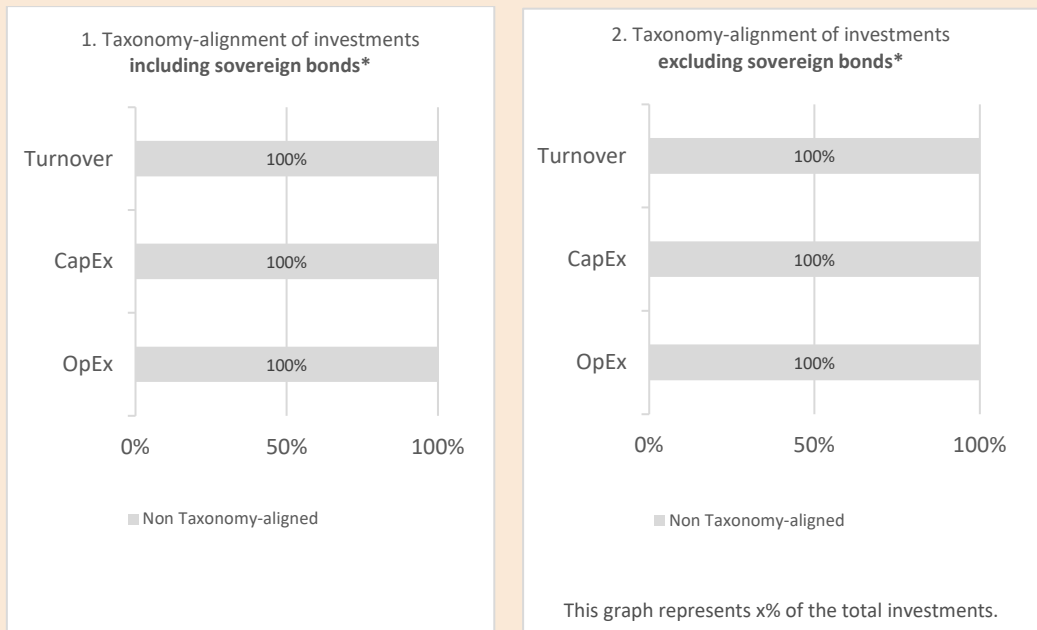 1. Taxonomy-alignment of investments
including sovereign bonds*
Turnover
100%
CapEx
100%
OpEx
100%
0%
50%
100%
Non Taxonomy-aligned
2. Taxonomy-alignment of investments
excluding sovereign bonds*
Turnover
100%
CapEx
100%
OpEx
100%
0%
50%
100%
Non Taxonomy-aligned
This graph represents x% of the total investments.